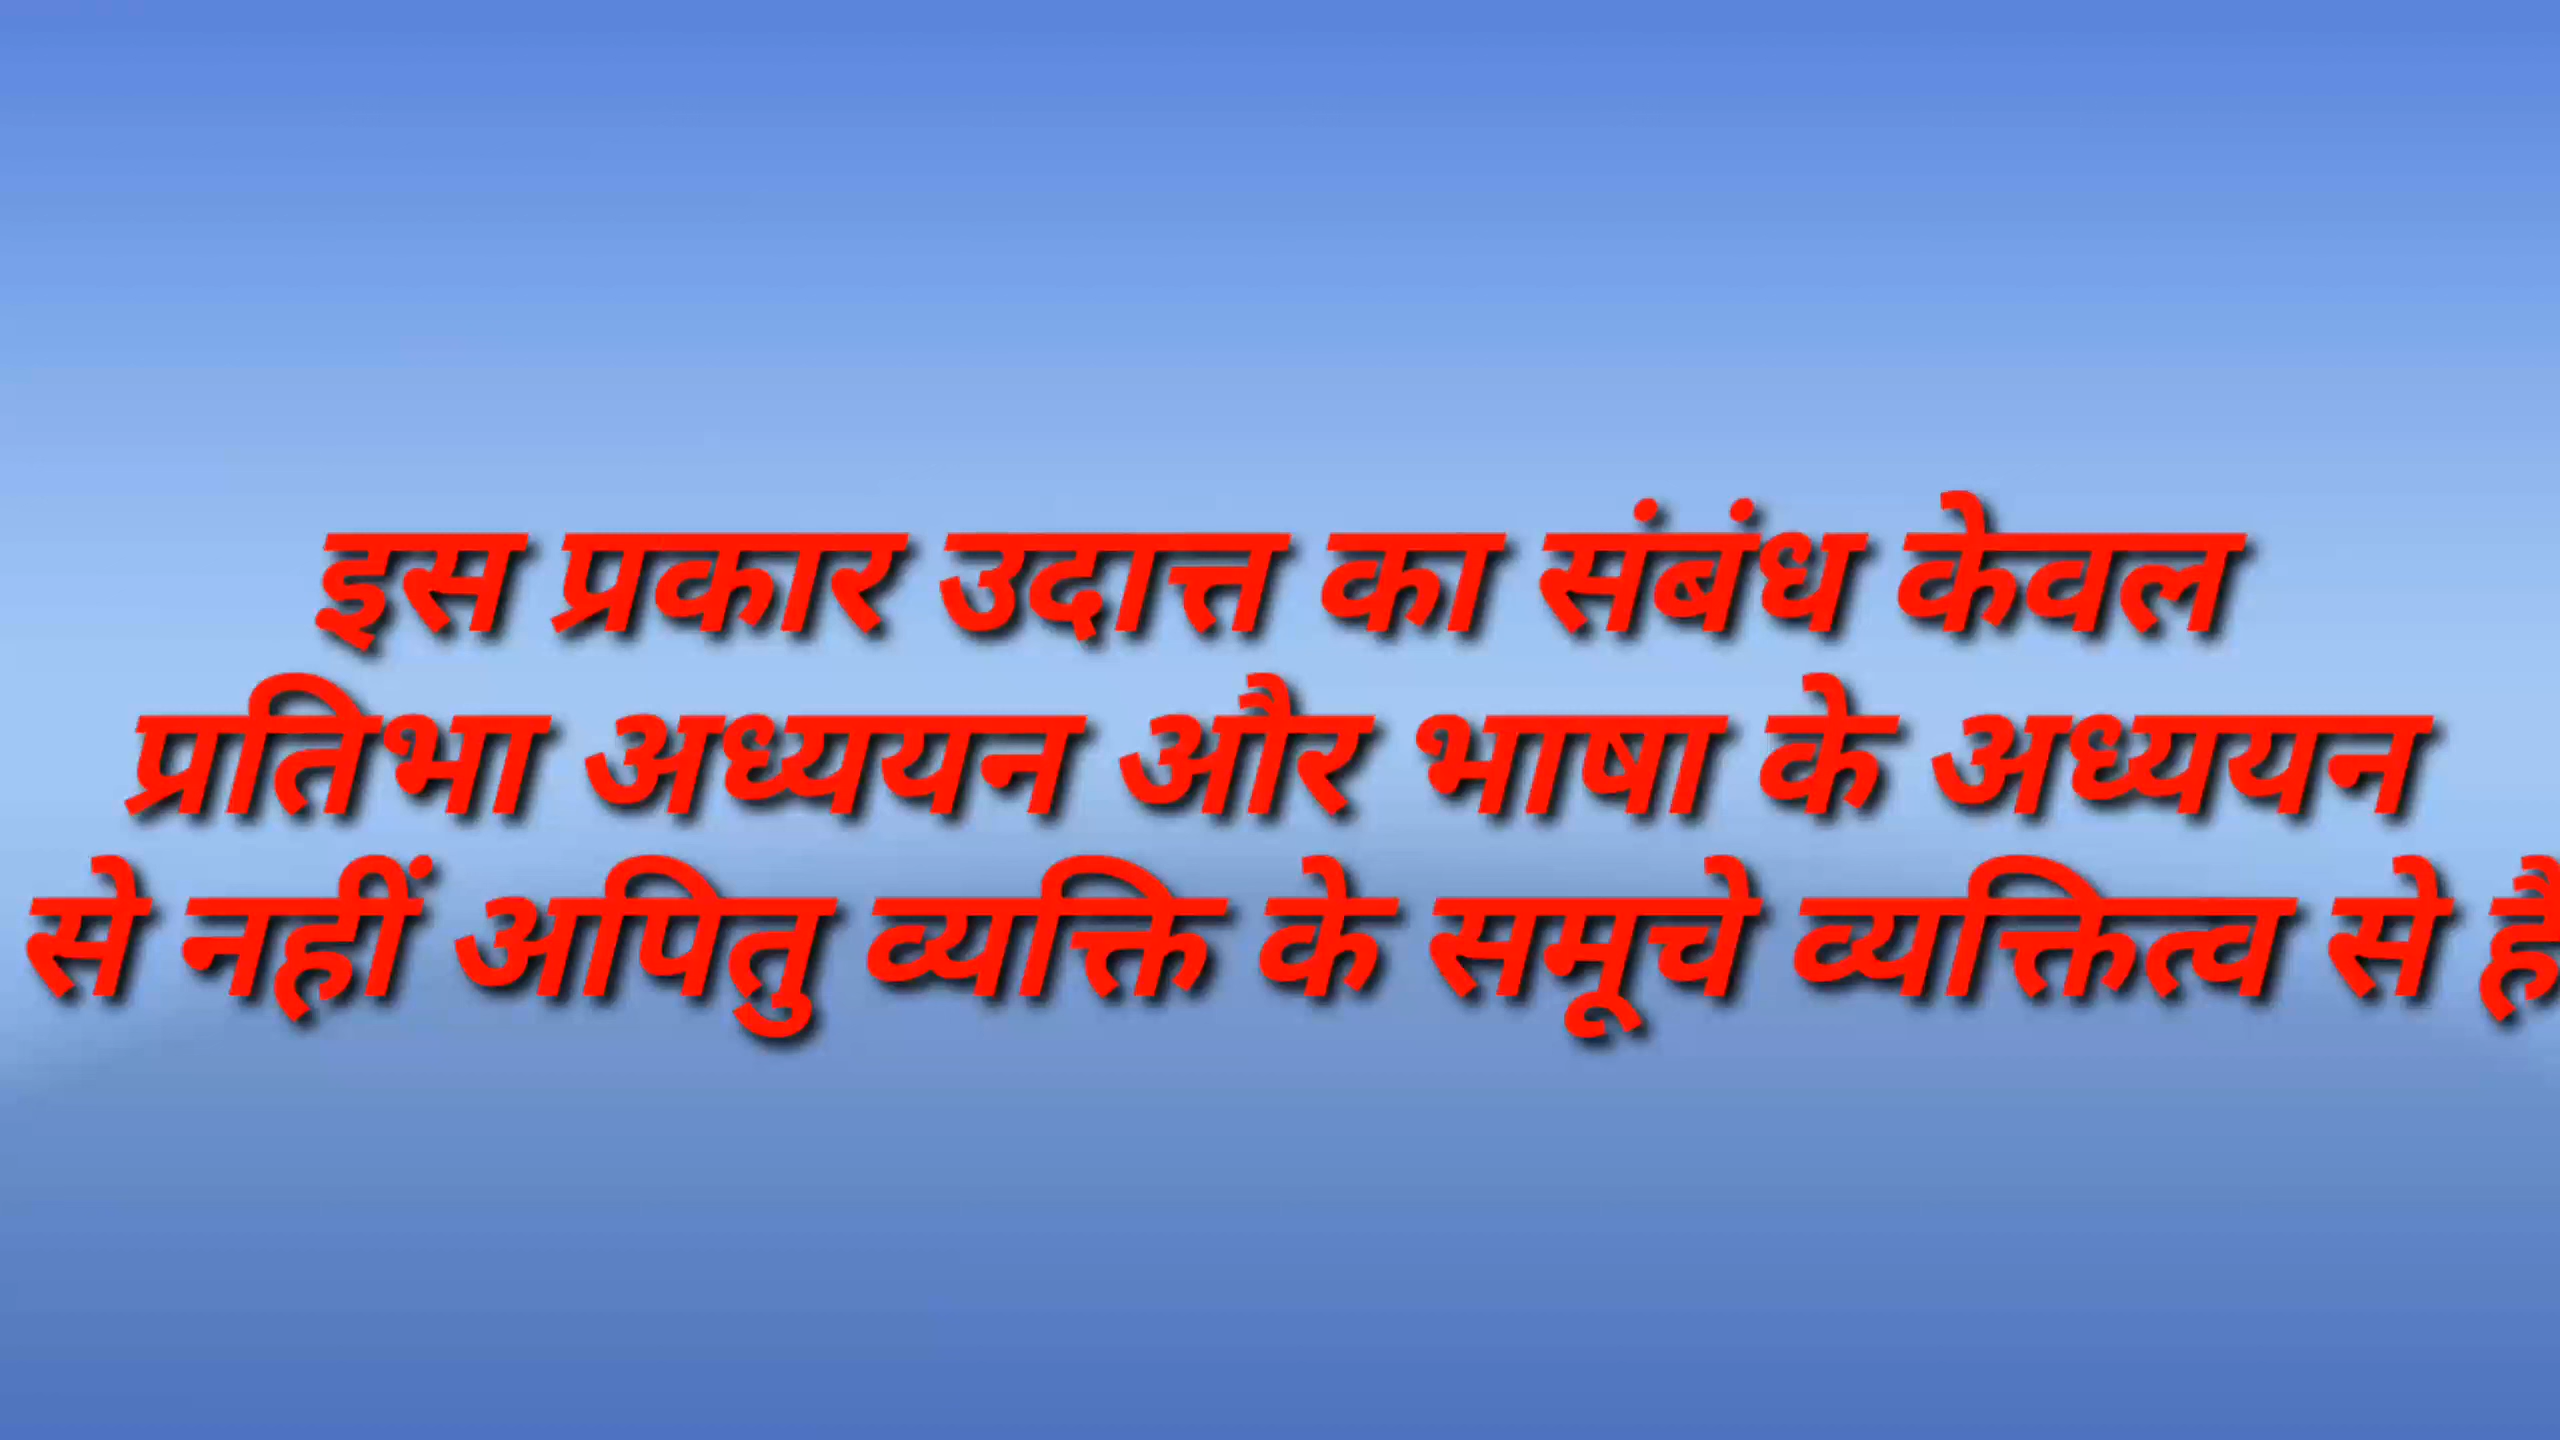 इस प्रकार उदात्त का संबंध केवल
प्रतिभा अध्ययन और भाषा के अध्ययन
से नहीं अपितु व्यक्ति के समूचे व्यक्तित्व से है